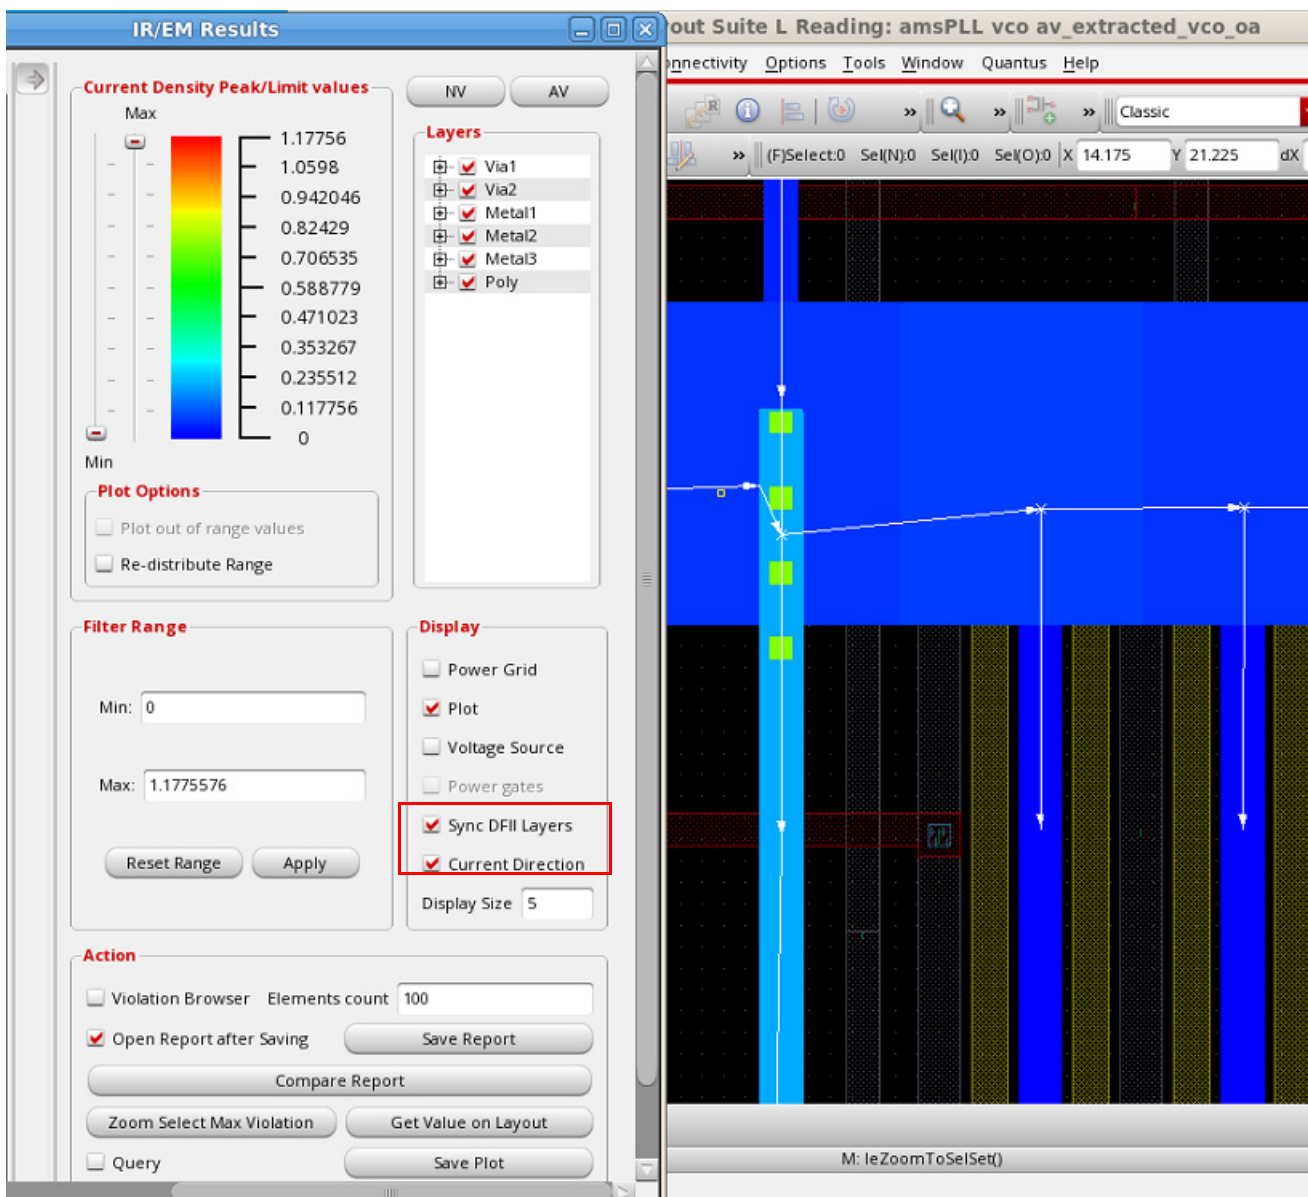 IR/EM Results
out Suite L Reading: amsPLL vco av_extracted_vco_oa
nnectivity Options Tools Window Quantus Help
Classic
(F)Select:0 Sel(N):0 Sel(I):0 Sel(O):0 X 14.175 Y 21.225 dX
Current Density Peak/Limit values
Max
1.17756
1.0598
0.942046
0.82429
0.706535
0.588779
0.471023
0.353267
0.235512
0.117756
0
Min
Plot Options
Plot out of range values
Re-distribute Range
NV AV
Layers
Via1
Via2
Metal1
Metal2
Metal3
Poly
Filter Range
Min: 0
Max: 1.1775576
Reset Range Apply
Display
Power Grid
Plot
Voltage Source
Power gates
Sync DFII Layers
Current Direction
Display Size 5
Action
Violation Browser Elements count 100
Open Report after Saving Save Report
Compare Report
Zoom Select Max Violation Get Value on Layout
Query Save Plot
M: leZoomToSelSet()